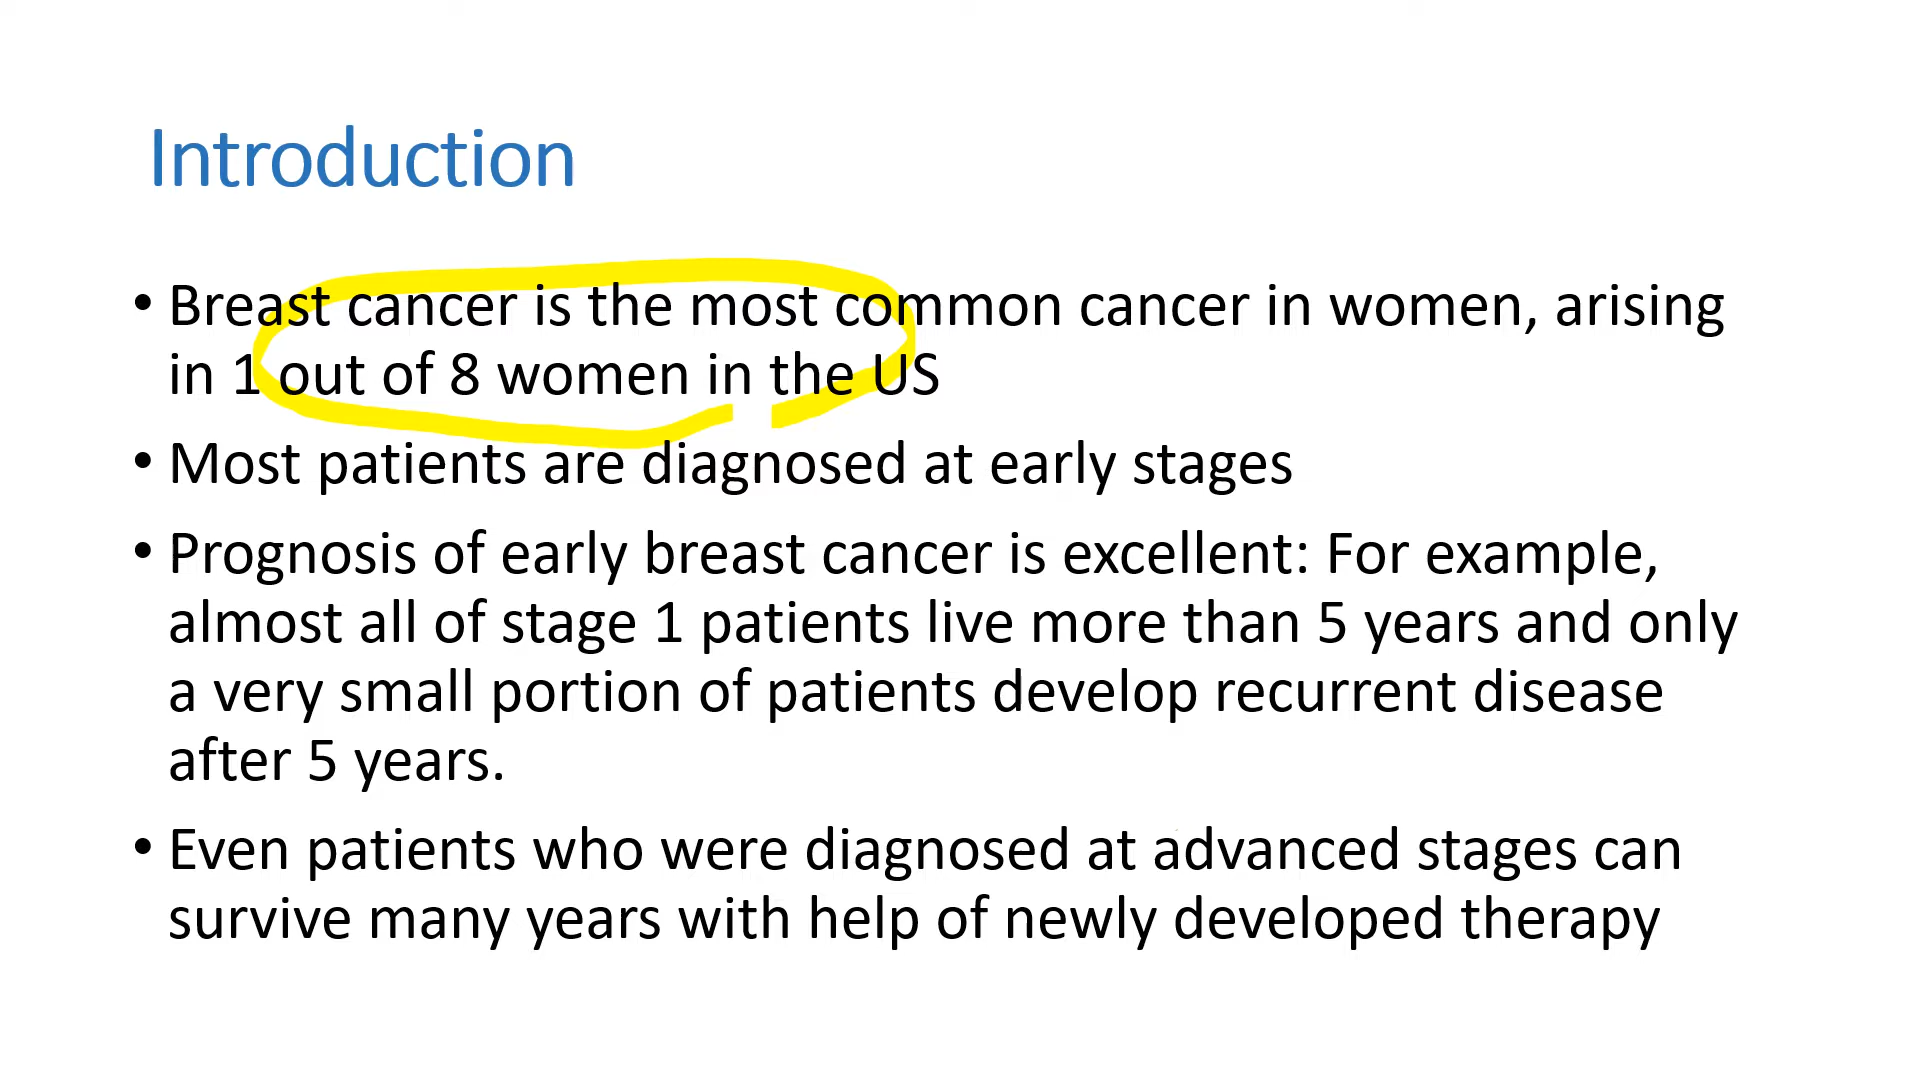 Introduction
• Breast cancer is the most common cancer in women, arising
in 1 out of 8 women in the US
• Most patients are diagnosed at early stages
• Prognosis of early breast cancer is excellent: For example,
almost all of stage 1 patients live more than 5 years and only
a very small portion of patients develop recurrent disease
after 5 years.
• Even patients who were diagnosed at advanced stages can
survive many years with help of newly developed therapy